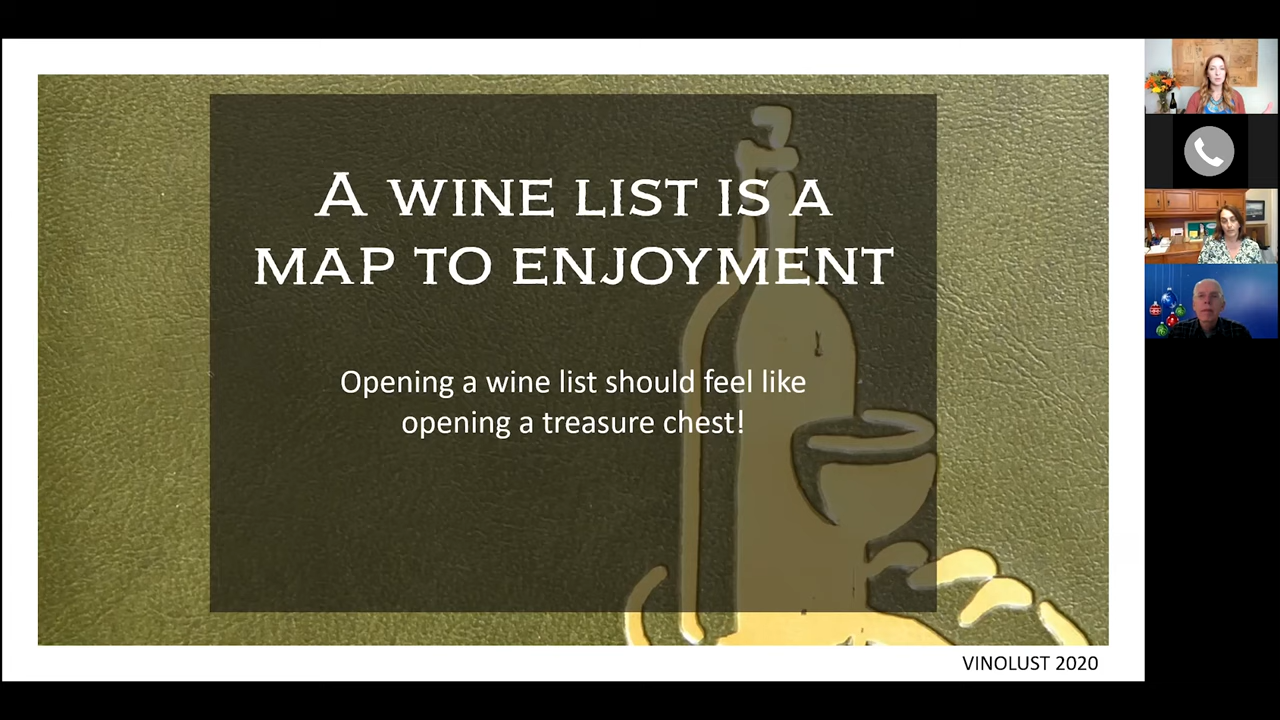 A WINE LIST IS A
MAP TO ENJOYMENT
Opening a wine list should feel like
opening a treasure chest!
VINOLUST 2020